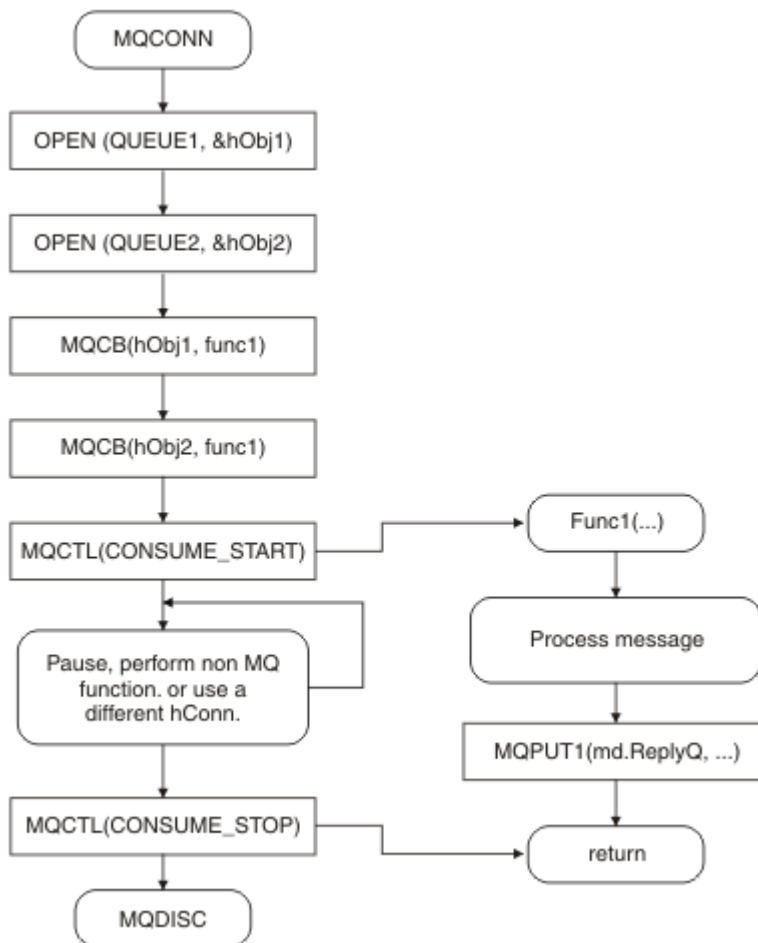 MQCONN
OPEN (QUEUE1, &hObj1)
OPEN (QUEUE2, &hObj2)
MQCB(hObj1, func1)
MQCB(hObj2, func1)
MQCTL(CONSUME_START)
Pause, perform non MQ
function. or use a
different hConn.
MQCTL(CONSUME_STOP)
MQDISC
Func1(...)
Process message
MQPUT1(md.ReplyQ, ...)
return